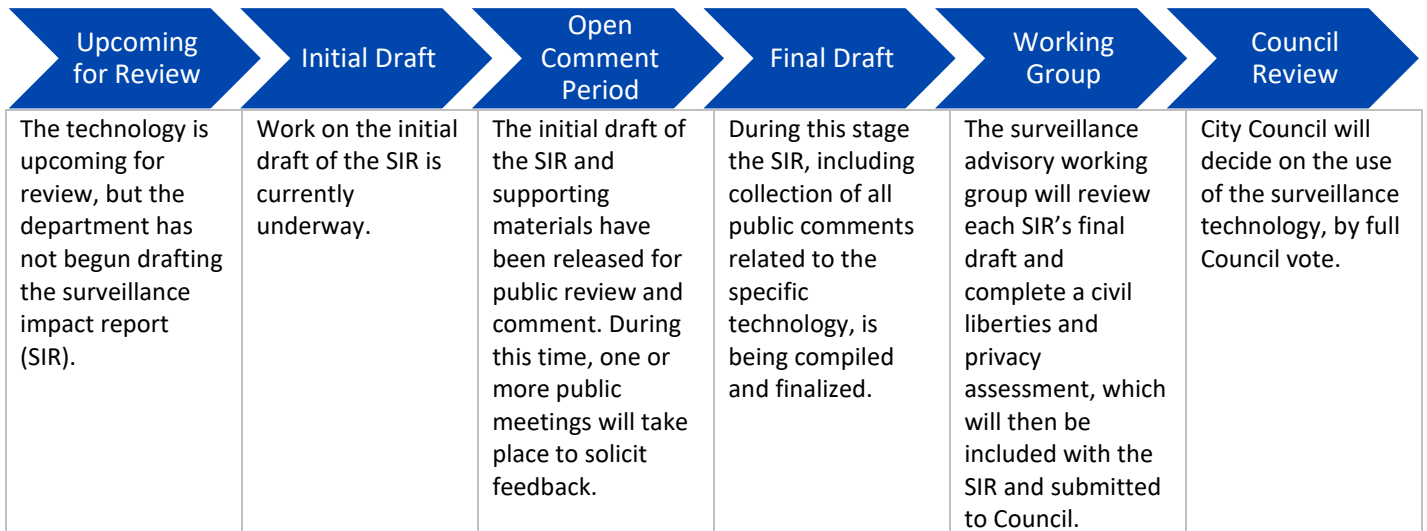 Upcoming
for Review
Initial Draft
Open
Comment
Period
Final Draft
Working
Group
Council
Review
The technology is
upcoming for
review, but the
department has
not begun drafting
the surveillance
impact report
(SIR).
Work on the initial
draft of the SIR is
currently
underway.
The initial draft of
the SIR and
supporting
materials have
been released for
public review and
comment. During
this time, one or
more public
meetings will take
place to solicit
feedback.
During this stage
the SIR, including
collection of all
public comments
related to the
specific
technology, is
being compiled
and finalized.
The surveillance
advisory working
group will review
each SIR’s final
draft and
complete a civil
liberties and
privacy
assessment, which
will then be
included with the
SIR and submitted
to Council.
City Council will
decide on the use
of the surveillance
technology, by full
Council vote.